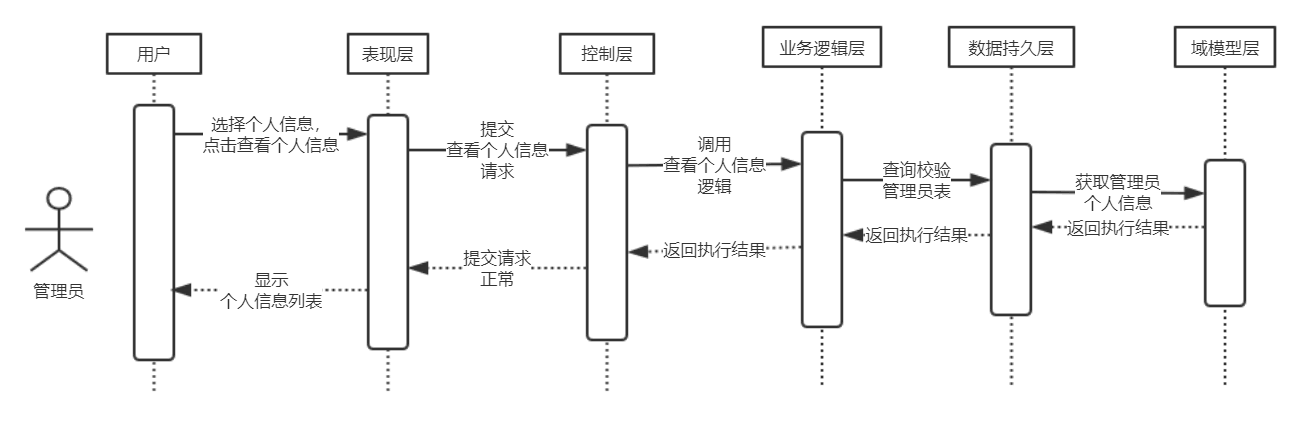 用户
表现层
控制层
业务逻辑层
数据持久层
域模型层
选择个人信息，
点击查看个人信息
提交
查看个人信息
请求
调用
查看个人信息
逻辑
查询校验
管理员表
获取管理员
个人信息
返回执行结果
返回执行结果
返回执行结果
提交请求
正常
显示
个人信息列表
管理员